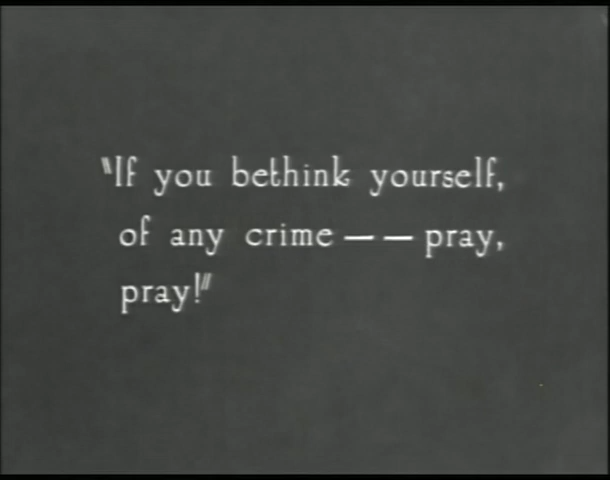 "If you bethink yourself,
of any crime — — pray,
pray!"